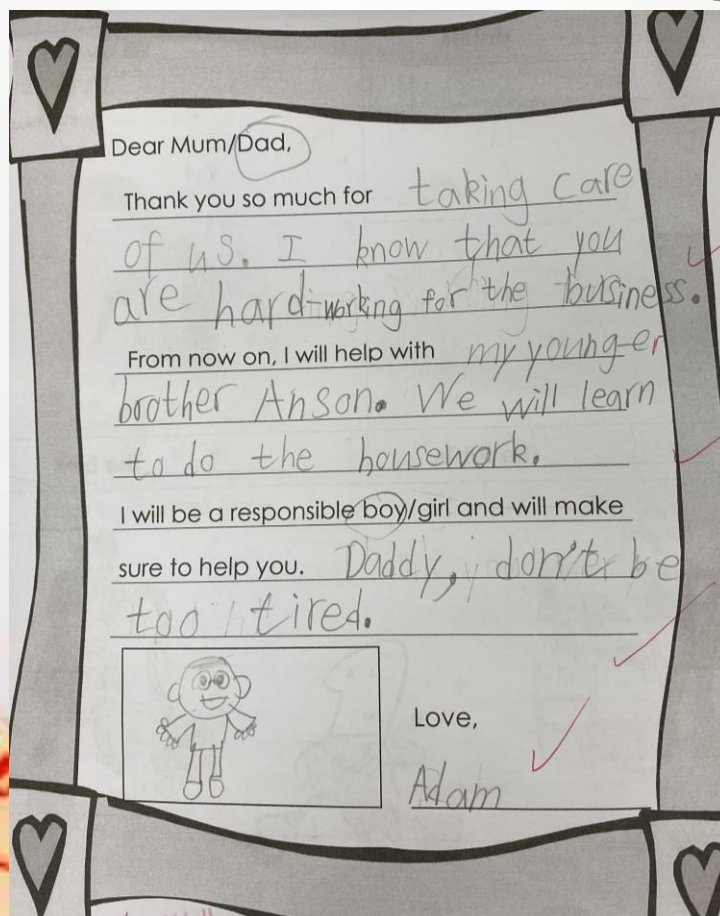 Dear Mum/Dad,
Thank you so much for taking care
of us. I know that you
are hard-working for the business.
From now on, I will help with my younger
brother Anson. We will learn
to do the housework.
I will be a responsible boy/girl and will make
sure to help you. Daddy, don't be
too tired.
Love,
Adam